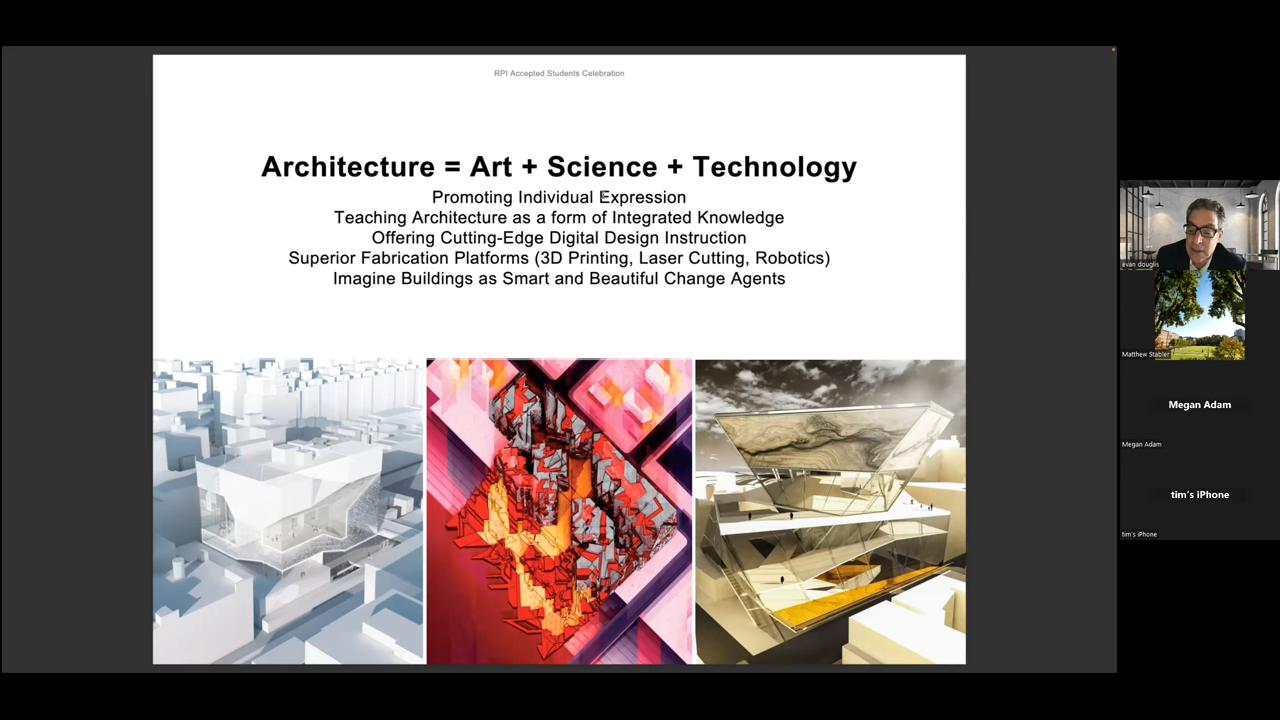 RPI Accepted Students Celebration
Architecture = Art + Science + Technology
Promoting Individual Expression
Teaching Architecture as a form of Integrated Knowledge
Offering Cutting-Edge Digital Design Instruction
Superior Fabrication Platforms (3D Printing, Laser Cutting, Robotics)
Imagine Buildings as Smart and Beautiful Change Agents
evan douglis
Matthew Stabler
Megan Adam
Megan Adam
tim's iPhone
tim's iPhone